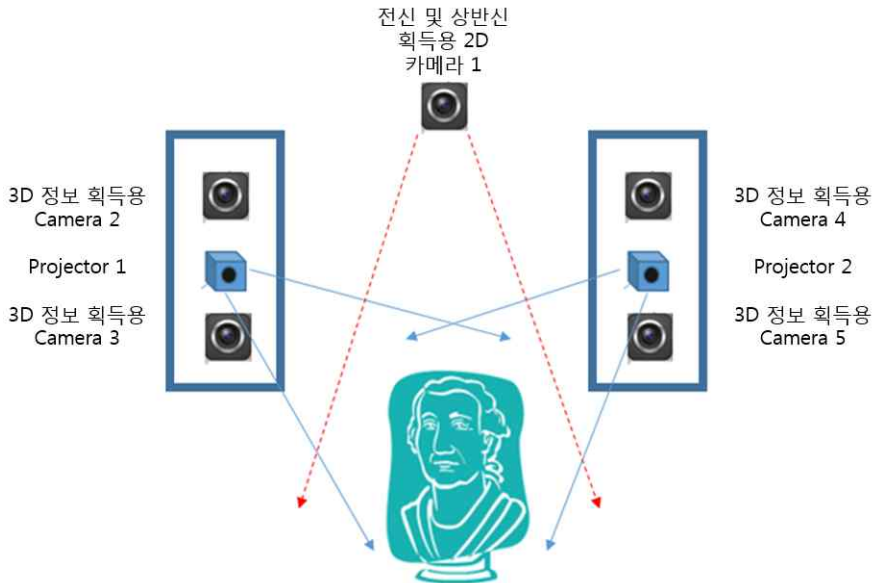 전신 및 상반신
획득용 2D
카메라 1
3D 정보 획득용
Camera 2
Projector 1
3D 정보 획득용
Camera 3
3D 정보 획득용
Camera 4
Projector 2
3D 정보 획득용
Camera 5